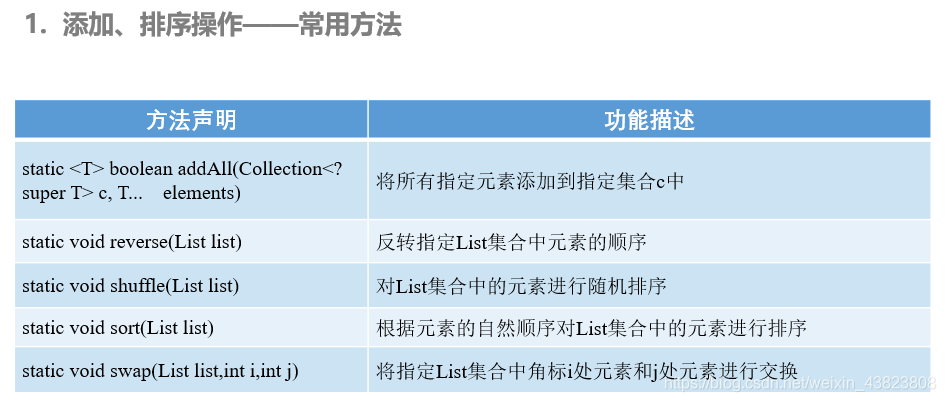 1. 添加、排序操作——常用方法
方法声明
功能描述
static <T> boolean addAll(Collection<?
super T> c, T... elements)
将所有指定元素添加到指定集合c中
static void reverse(List list)
反转指定List集合中元素的顺序
static void shuffle(List list)
对List集合中的元素进行随机排序
static void sort(List list)
根据元素的自然顺序对List集合中的元素进行排序
static void swap(List list,int i,int j)
将指定List集合中角标i处元素和j处元素进行交换
https://blog.csdn.net/weixin_43823808